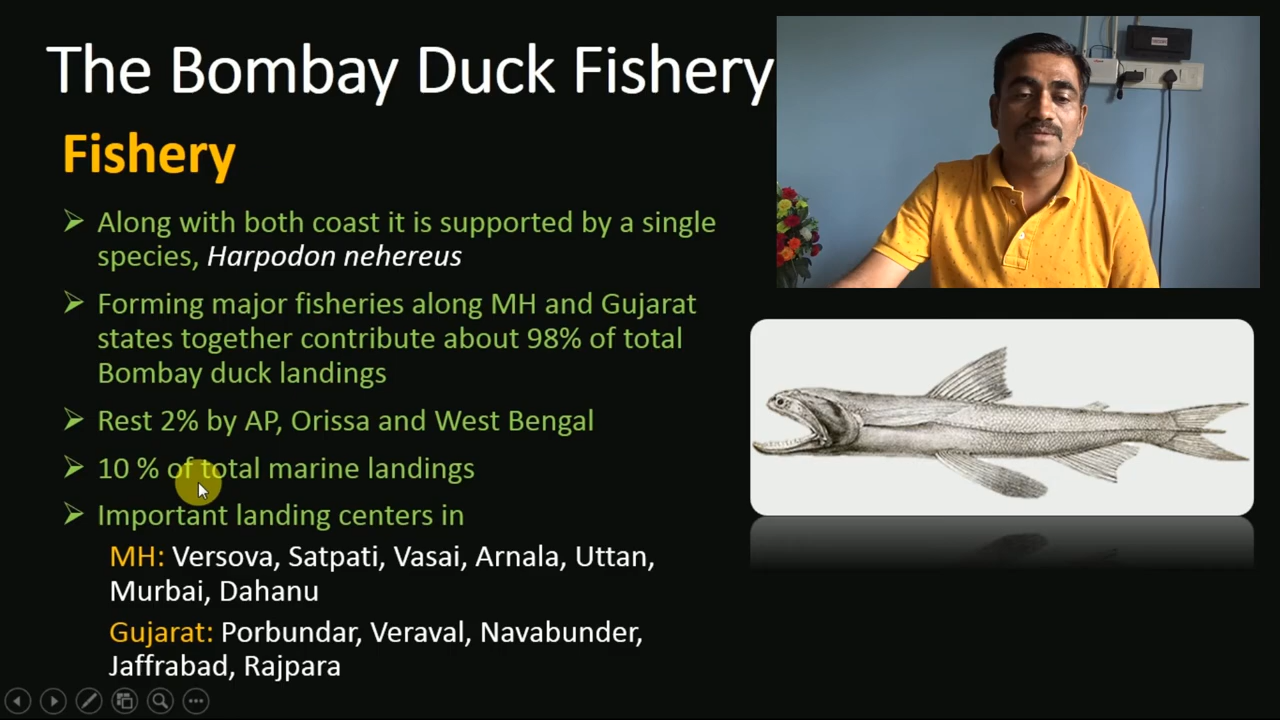 The Bombay Duck Fishery
Fishery
Along with both coast it is supported by a single
species, Harpodon nehereus
Forming major fisheries along MH and Gujarat
states together contribute about 98% of total
Bombay duck landings
Rest 2% by AP, Orissa and West Bengal
10 % of total marine landings
Important landing centers in
MH: Versova, Satpati, Vasai, Arnala, Uttan,
Murbai, Dahanu
Gujarat: Porbundar, Veraval, Navabunder,
Jaffrabad, Rajpara